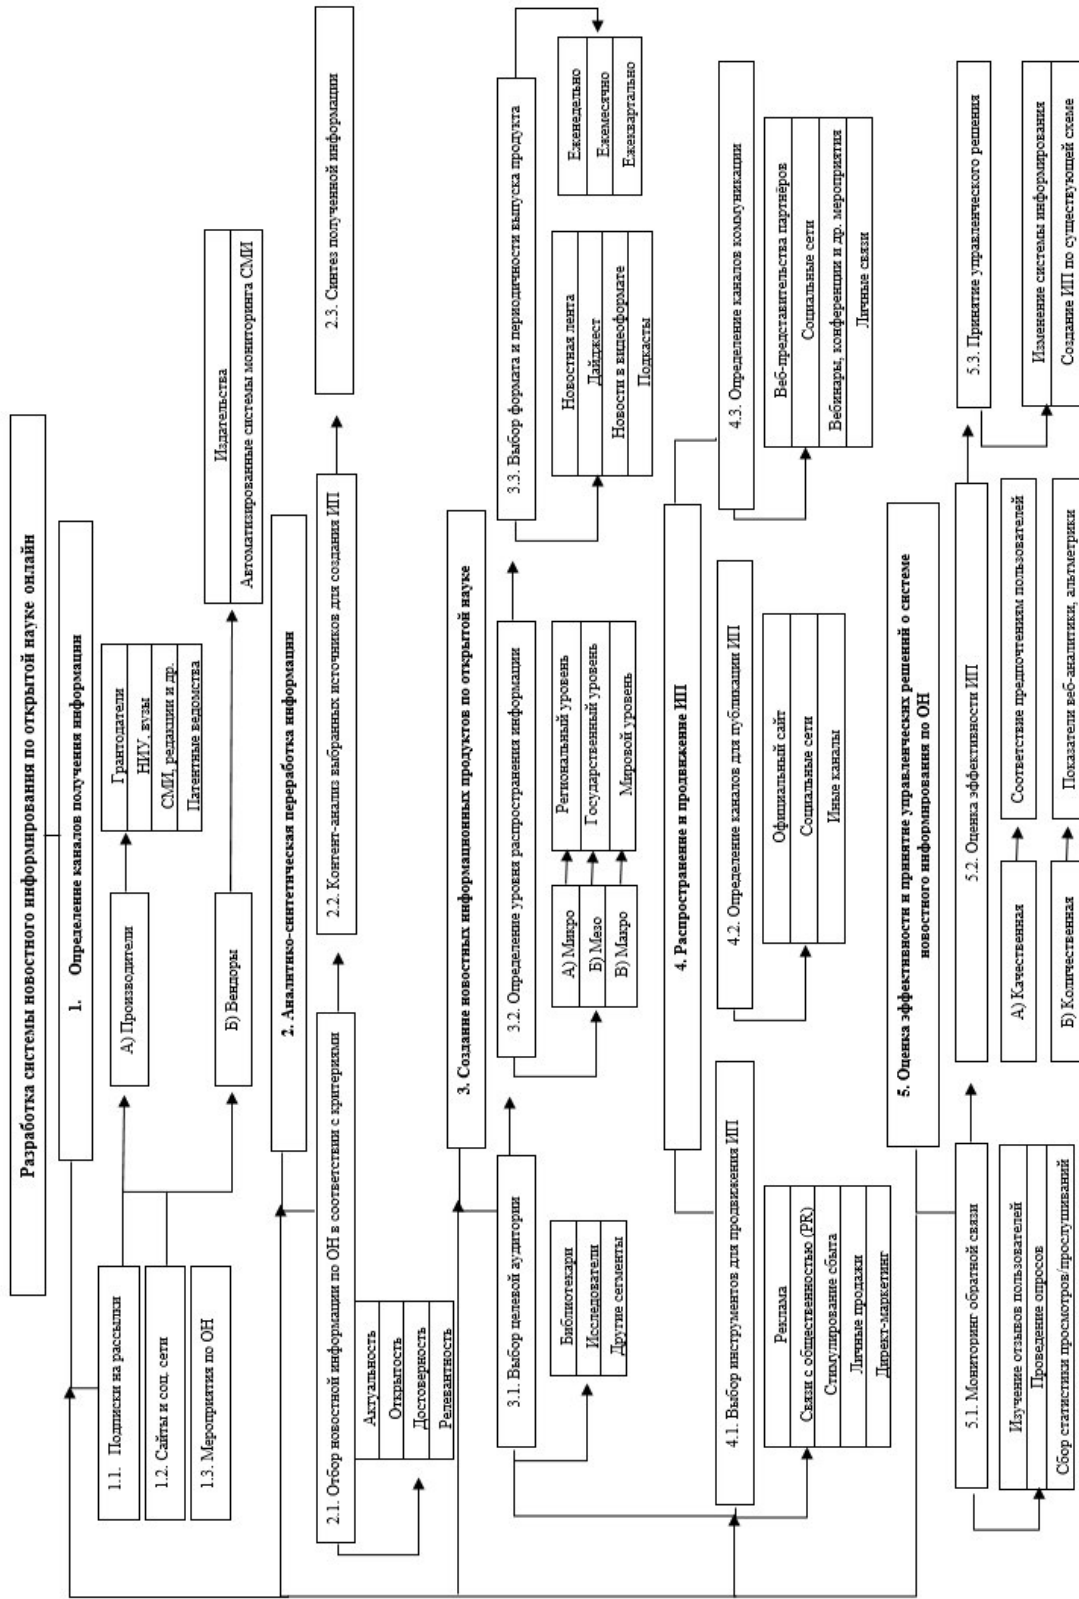 Разработка системы новостного информирования по открытой науке онлайн
1. Определение каналов получения информации
1.1. Подписки на рассылки
1.2. Сайты и соц. сети
1.3. Мероприятия по ОН
А) Производители
Грантодатели
НИУ, вузы
СМИ, редакции и др.
Патентные ведомства
Б) Вендоры
Издательства
Автоматизированные системы мониторинга СМИ
2. Аналитико-синтетическая переработка информации
2.1. Отбор новостной информации по ОН в соответствии с критериями
Актуальность
Открытость
Достоверность
Релевантность
2.2. Контент-анализ выбранных источников для создания ИП
2.3. Синтез полученной информации
3. Создание новостных информационных продуктов по открытой науке
3.1. Выбор целевой аудитории
Библиотекари
Исследователи
Другие сегменты
3.2. Определение уровня распространения информации
А) Микро
Б) Мезо
В) Макро
Региональный уровень
Государственный уровень
Мировой уровень
3.3. Выбор формата и периодичности выпуска продукта
Новостная лента
Дайджест
Новости в видеоформате
Подкасты
Еженедельно
Ежемесячно
Ежеквартально
4. Распространение и продвижение ИП
4.1. Выбор инструментов для продвижения ИП
Реклама
Связи с общественностью (PR)
Стимулирование сбыта
Личные продажи
Директ-маркетинг
4.2. Определение каналов для публикации ИП
Официальный сайт
Социальные сети
Иные каналы
4.3. Определение каналов коммуникации
Веб-представительства партнёров
Социальные сети
Вебинары, конференции и др. мероприятия
Личные связи
5. Оценка эффективности и принятие управленческих решений о системе
новостного информирования по ОН
5.1. Мониторинг обратной связи
Изучение отзывов пользователей
Проведение опросов
Сбор статистики просмотров/прослушиваний
5.2. Оценка эффективности ИП
А) Качественная
Соответствие предпочтениям пользователей
Б) Количественная
Показатели веб-аналитики, альтметрики
5.3. Принятие управленческого решения
Изменение системы информирования
Создание ИП по существующей схеме